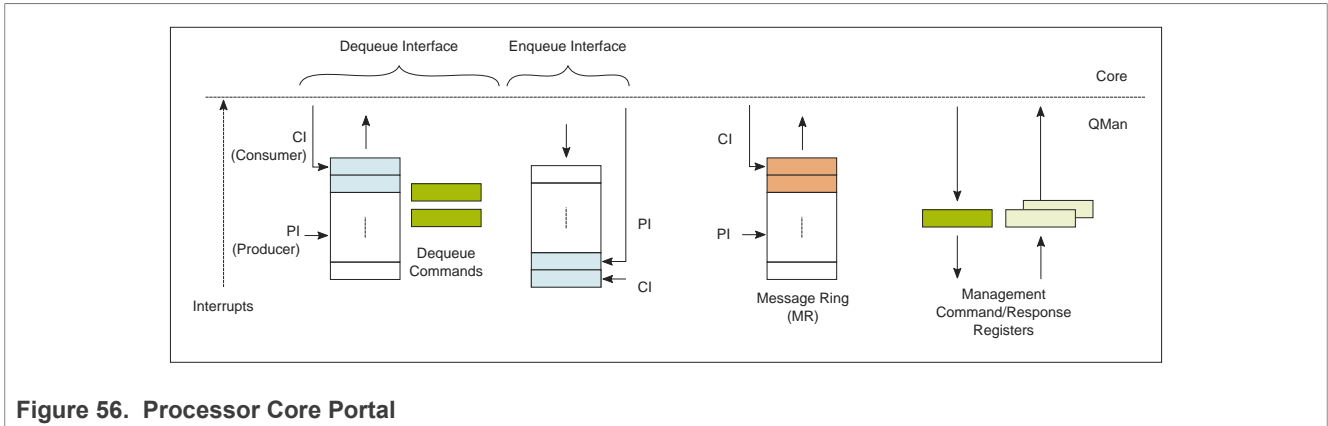 Dequeue Interface
Enqueue Interface
Core
QMan
CI
(Consumer)
PI
(Producer)
Dequeue
Commands
Interrupts
PI
CI
CI
PI
Message Ring
(MR)
Management
Command/Response
Registers
Figure 56. Processor Core Portal